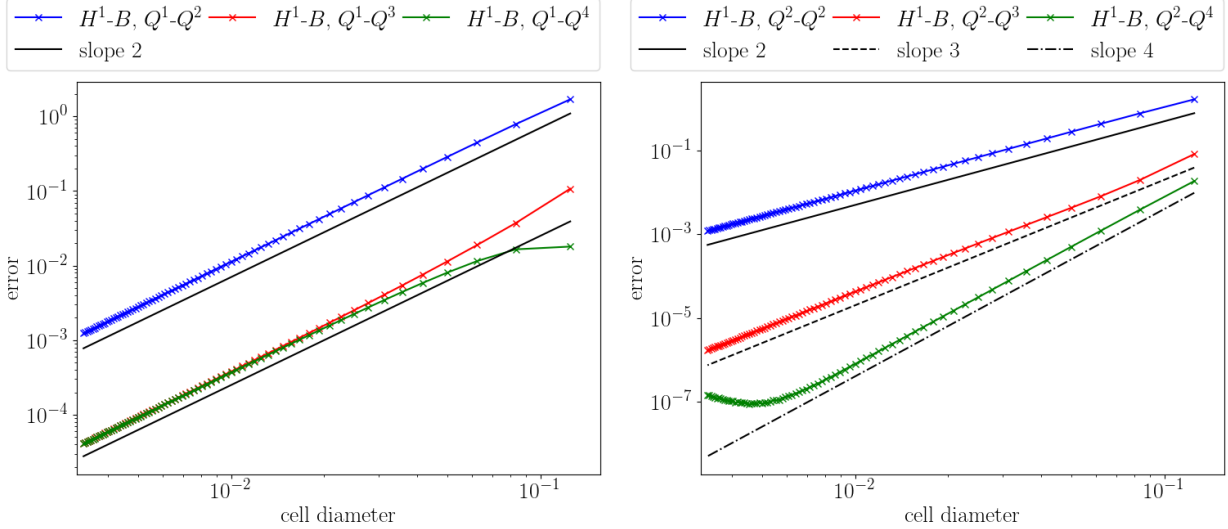 H¹-B, Q¹-Q² H¹-B, Q¹-Q³ H¹-B, Q¹-Q⁴
slope 2
10⁰
10⁻¹
10⁻²
10⁻³
10⁻⁴
error
10⁻² 10⁻¹
cell diameter
H¹-B, Q²-Q² H¹-B, Q²-Q³ H¹-B, Q²-Q⁴
slope 2 slope 3 slope 4
10⁻¹
10⁻³
10⁻⁵
10⁻⁷
error
10⁻² 10⁻¹
cell diameter